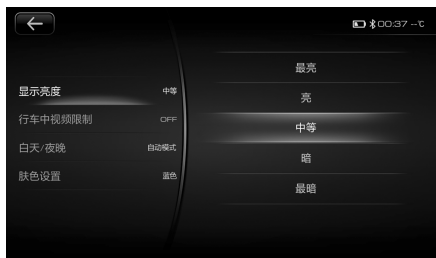 00:37 --℃
显示亮度 中等
行车中视频限制 OFF
白天/夜晚 自动模式
肤色设置 蓝色
最亮
亮
中等
暗
最暗